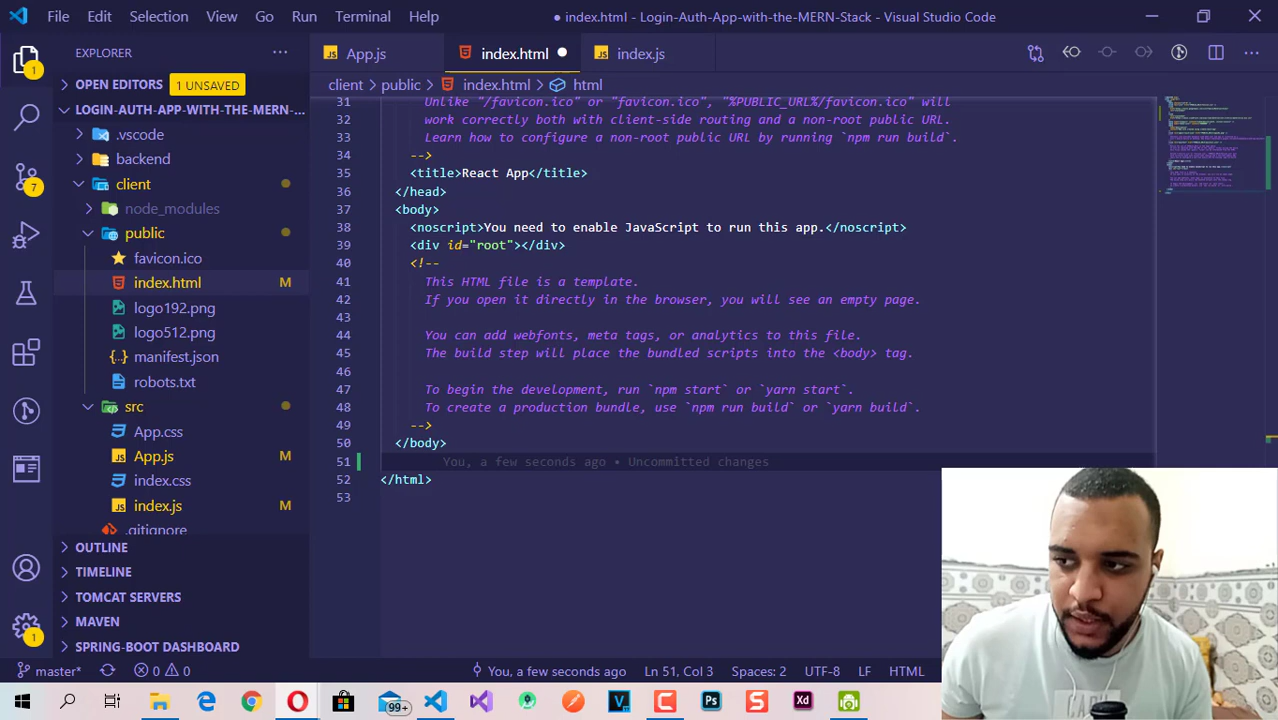 File Edit Selection View Go Run Terminal Help
● index.html - Login-Auth-App-with-the-MERN-Stack - Visual Studio Code
EXPLORER
JS App.js
index.html
JS index.js
OPEN EDITORS 1 UNSAVED
client > public > index.html > html
LOGIN-AUTH-APP-WITH-THE-MERN-...
.vscode
backend
client
node_modules
public
favicon.ico
index.html M
logo192.png
logo512.png
manifest.json
robots.txt
src
App.css
JS App.js M
index.css
JS index.js M
.gitignore
OUTLINE
TIMELINE
TOMCAT SERVERS
MAVEN
SPRING-BOOT DASHBOARD
1
7
1
31 Unlike "/favicon.ico" or "favicon.ico", "%PUBLIC_URL%/favicon.ico" will
32 work correctly both with client-side routing and a non-root public URL.
33 Learn how to configure a non-root public URL by running `npm run build`.
34 -->
35 <title>React App</title>
36 </head>
37 <body>
38 <noscript>You need to enable JavaScript to run this app.</noscript>
39 <div id="root"></div>
40 <!--
41 This HTML file is a template.
42 If you open it directly in the browser, you will see an empty page.
43
44 You can add webfonts, meta tags, or analytics to this file.
45 The build step will place the bundled scripts into the <body> tag.
46
47 To begin the development, run `npm start` or `yarn start`.
48 To create a production bundle, use `npm run build` or `yarn build`.
49 -->
50 </body>
51 You, a few seconds ago • Uncommitted changes
52 </html>
53
master* 0 0 You, a few seconds ago Ln 51, Col 3 Spaces: 2 UTF-8 LF HTML
99+
Ps
S
Xd